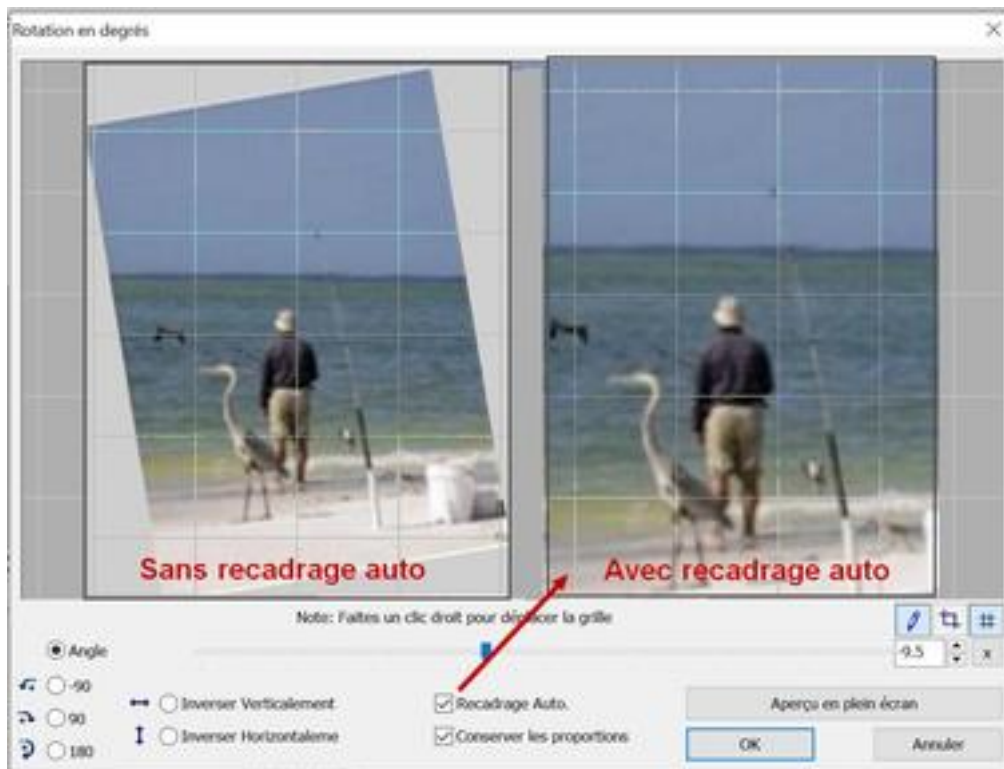 Rotation en degrés
Sans recadrage auto
Avec recadrage auto
Note: Faites un clic droit pour déplacer la grille
Angle
-9.5
x
-90
Inverser Verticalement
Recadrage Auto.
Aperçu en plein écran
90
Inverser Horizontaleme
Conserver les proportions
OK
Annuler
180